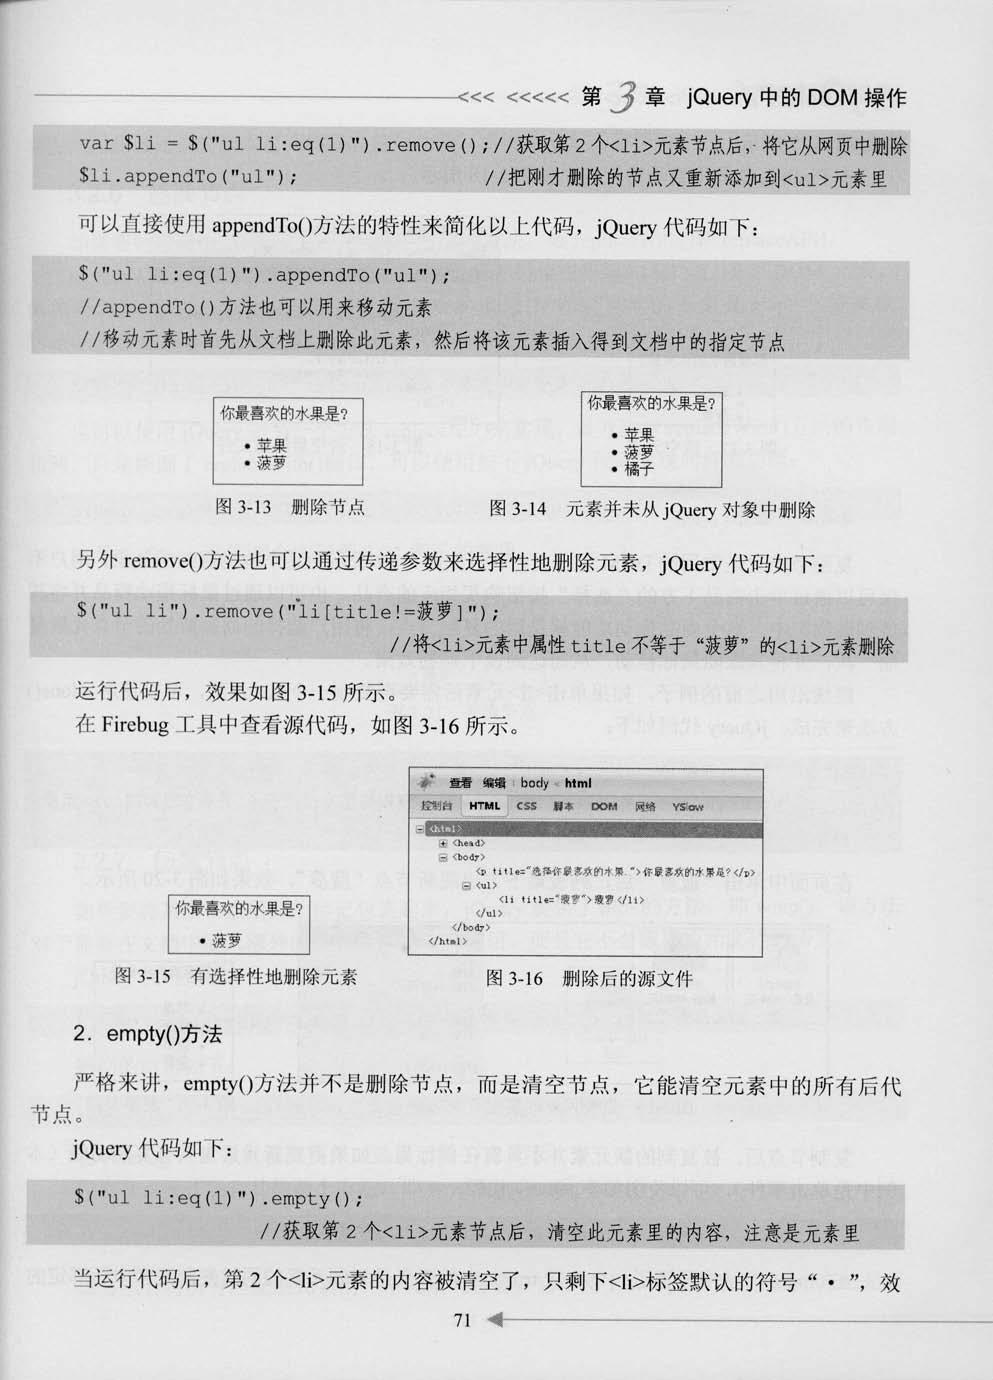 <<< <<<<< 第 3 章 jQuery 中的 DOM 操作
var $li = $("ul li:eq(1)").remove();//获取第2个<li>元素节点后,将它从网页中删除
$li.appendTo("ul"); //把刚才删除的节点又重新添加到<ul>元素里
可以直接使用 appendTo()方法的特性来简化以上代码，jQuery 代码如下：
$("ul li:eq(1)").appendTo("ul");
//appendTo()方法也可以用来移动元素
//移动元素时首先从文档上删除此元素，然后将该元素插入得到文档中的指定节点
你最喜欢的水果是?
• 苹果
• 菠萝
图 3-13 删除节点
你最喜欢的水果是?
• 苹果
• 菠萝
• 橘子
图 3-14 元素并未从 jQuery 对象中删除
另外 remove()方法也可以通过传递参数来选择性地删除元素，jQuery 代码如下：
$("ul li").remove("li[title!=菠萝]");
//将<li>元素中属性title不等于“菠萝”的<li>元素删除
运行代码后，效果如图 3-15 所示。
在 Firebug 工具中查看源代码，如图 3-16 所示。
你最喜欢的水果是?
• 菠萝
图 3-15 有选择性地删除元素
查看 编辑 body < html
控制台 HTML CSS 脚本 DOM 网络 YSlow
<html>
<head>
<body>
<p title="选择你最喜欢的水果.">你最喜欢的水果是?</p>
<ul>
<li title="菠萝">菠萝</li>
</ul>
</body>
</html>
图 3-16 删除后的源文件
2．empty()方法
严格来讲，empty()方法并不是删除节点，而是清空节点，它能清空元素中的所有后代
节点。
jQuery 代码如下：
$("ul li:eq(1)").empty();
//获取第2个<li>元素节点后，清空此元素里的内容，注意是元素里
当运行代码后，第 2 个<li>元素的内容被清空了，只剩下<li>标签默认的符号“•”，效
71